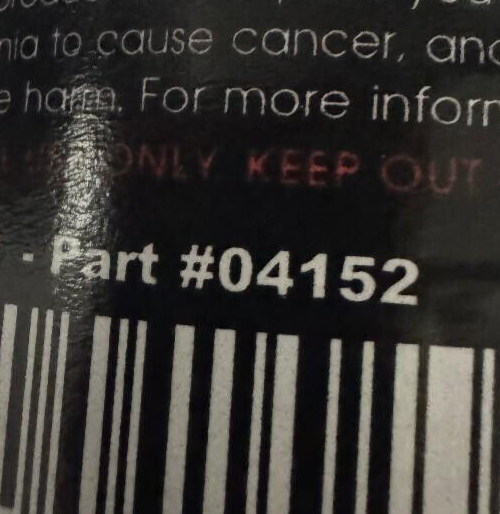 nia to cause cancer, and
e harm. For more inform
ONLY KEEP OUT
· Part #04152